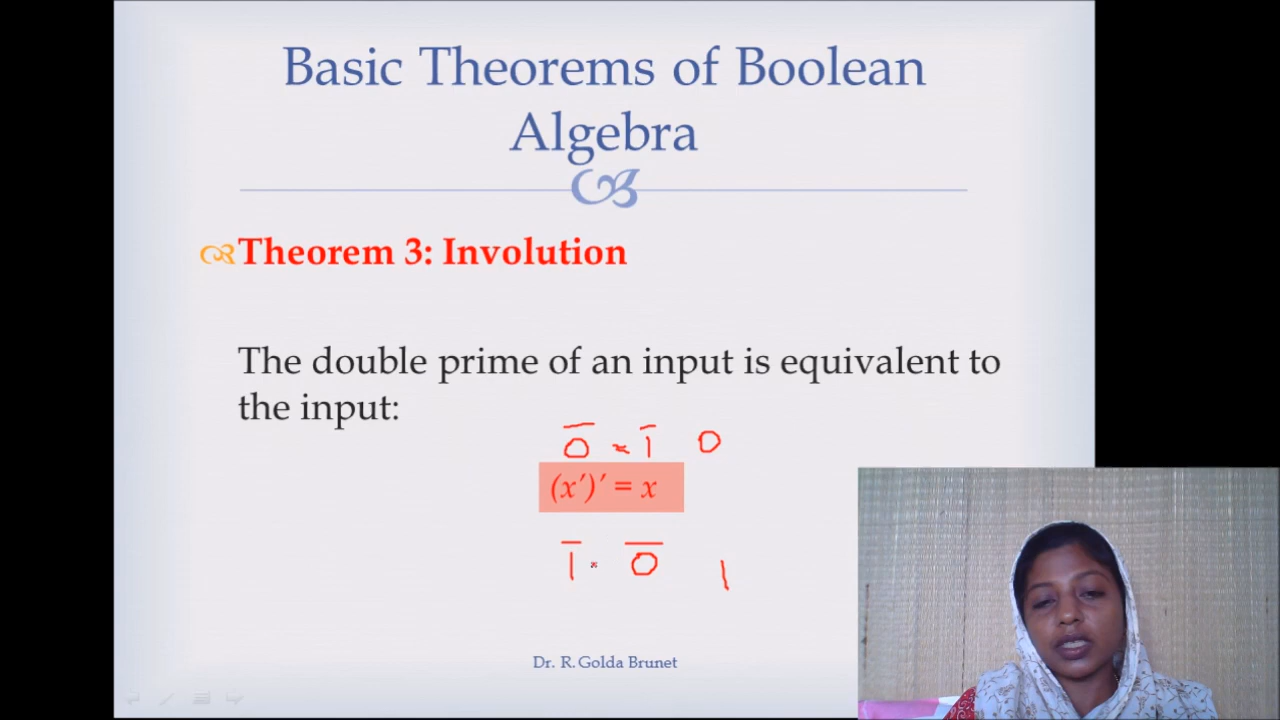 Basic Theorems of Boolean
Algebra
Theorem 3: Involution
The double prime of an input is equivalent to
the input:
0̅ 1̅ 0
(x′)′ = x
1̅ 0̅ 1
Dr. R. Golda Brunet